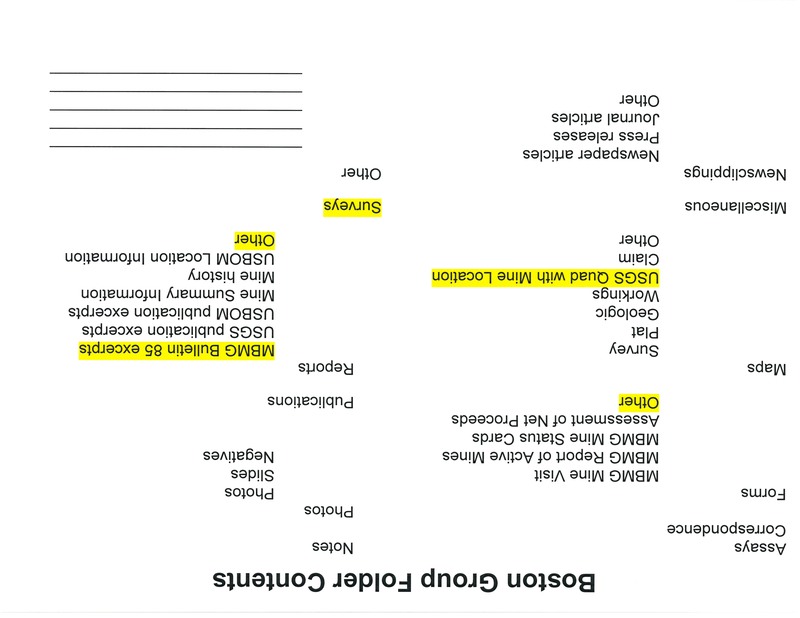 Boston Group Folder Contents
Assays
Correspondence
Forms
MBMG Mine Visit
MBMG Report of Active Mines
MBMG Mine Status Cards
Assessment of Net Proceeds
Other
Maps
Survey
Plat
Geologic
Workings
USGS Quad with Mine Location
Claim
Other
Miscellaneous
Newsclippings
Newspaper articles
Press releases
Journal articles
Other
Notes
Photos
Photos
Slides
Negatives
Publications
Reports
MBMG Bulletin 85 excerpts
USGS publication excerpts
USBOM publication excerpts
Mine Summary Information
Mine history
USBOM Location Information
Other
Surveys
Other